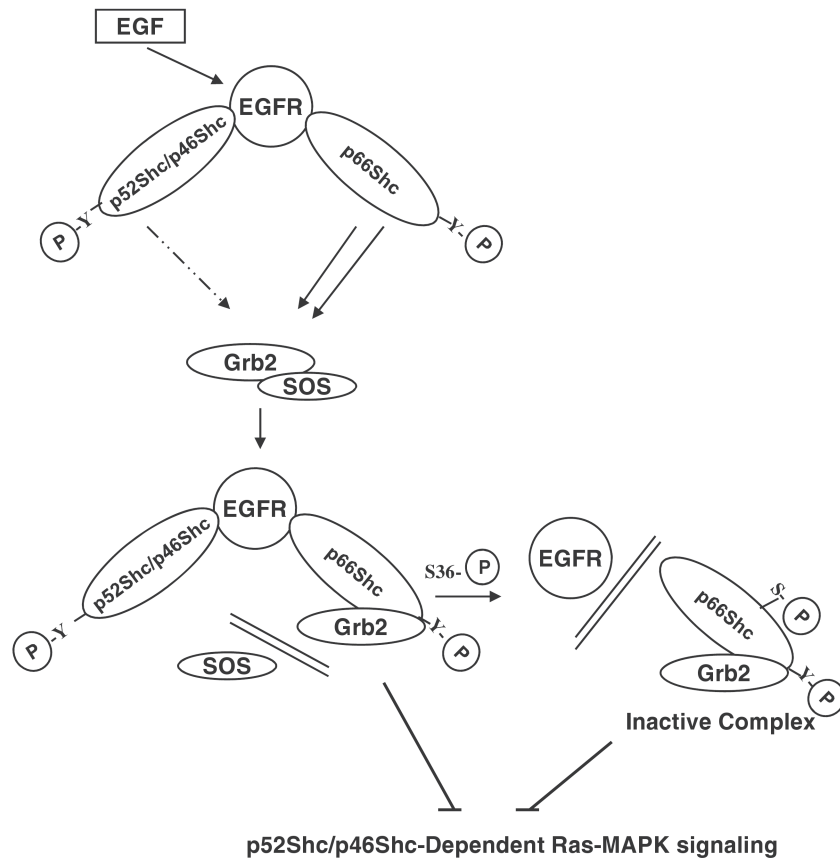 EGF
EGFR
p52Shc/p46Shc
p66Shc
P
-Y
Y-
P
Grb2
SOS
EGFR
p52Shc/p46Shc
p66Shc
S36-
P
EGFR
p66Shc
S-
P
Grb2
Y-
P
P
-Y
SOS
Grb2
Y-
P
Inactive Complex
p52Shc/p46Shc-Dependent Ras-MAPK signaling